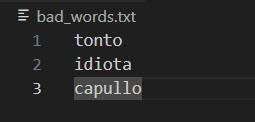 bad_words.txt
1 tonto
2 idiota
3 capullo